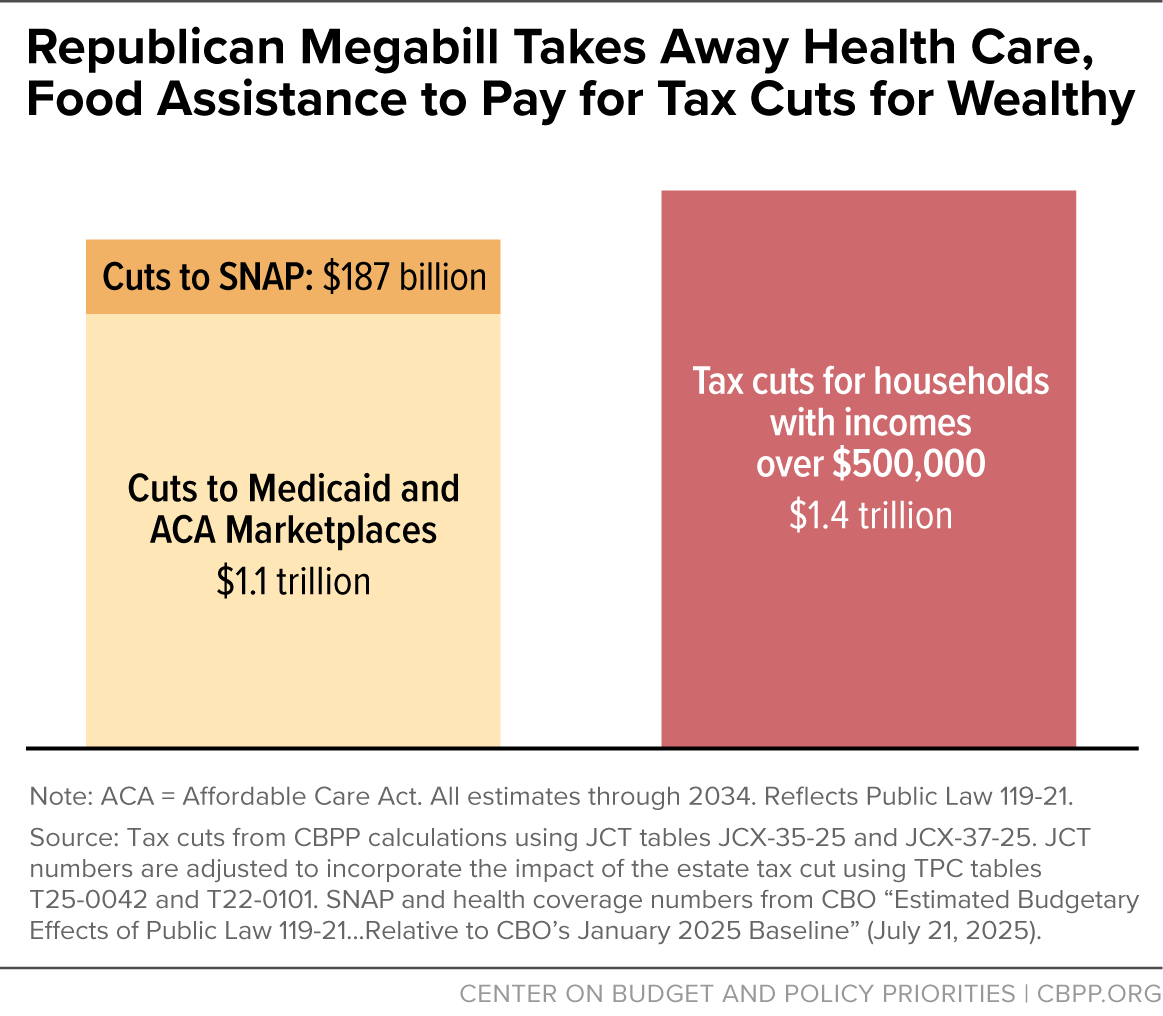 Republican Megabill Takes Away Health Care,
Food Assistance to Pay for Tax Cuts for Wealthy
Cuts to SNAP: $187 billion
Cuts to Medicaid and
ACA Marketplaces
$1.1 trillion
Tax cuts for households
with incomes
over $500,000
$1.4 trillion
Note: ACA = Affordable Care Act. All estimates through 2034. Reflects Public Law 119-21.
Source: Tax cuts from CBPP calculations using JCT tables JCX-35-25 and JCX-37-25. JCT
numbers are adjusted to incorporate the impact of the estate tax cut using TPC tables
T25-0042 and T22-0101. SNAP and health coverage numbers from CBO “Estimated Budgetary
Effects of Public Law 119-21...Relative to CBO’s January 2025 Baseline” (July 21, 2025).
CENTER ON BUDGET AND POLICY PRIORITIES | CBPP.ORG